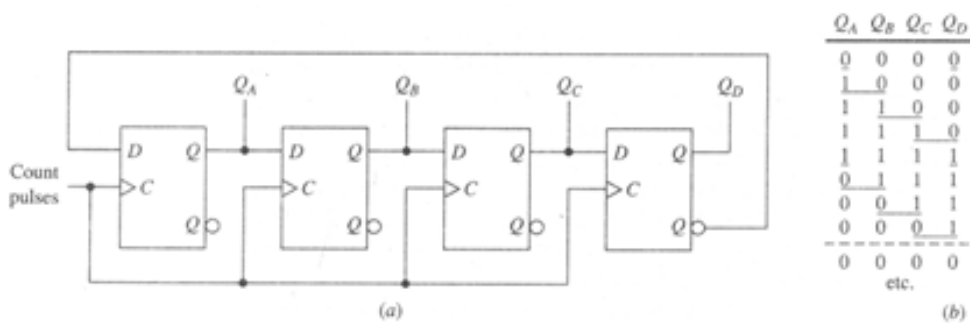 Q_A Q_B Q_C Q_D
Q_A Q_B Q_C Q_D
0 0 0 0
1 0 0 0
1 1 0 0
1 1 1 0
D Q D Q D Q D Q
1 1 1 1
Count
pulses
C C C C
0 1 1 1
0 0 1 1
Q Q Q Q
0 0 0 1
0 0 0 0
etc.
(a) (b)